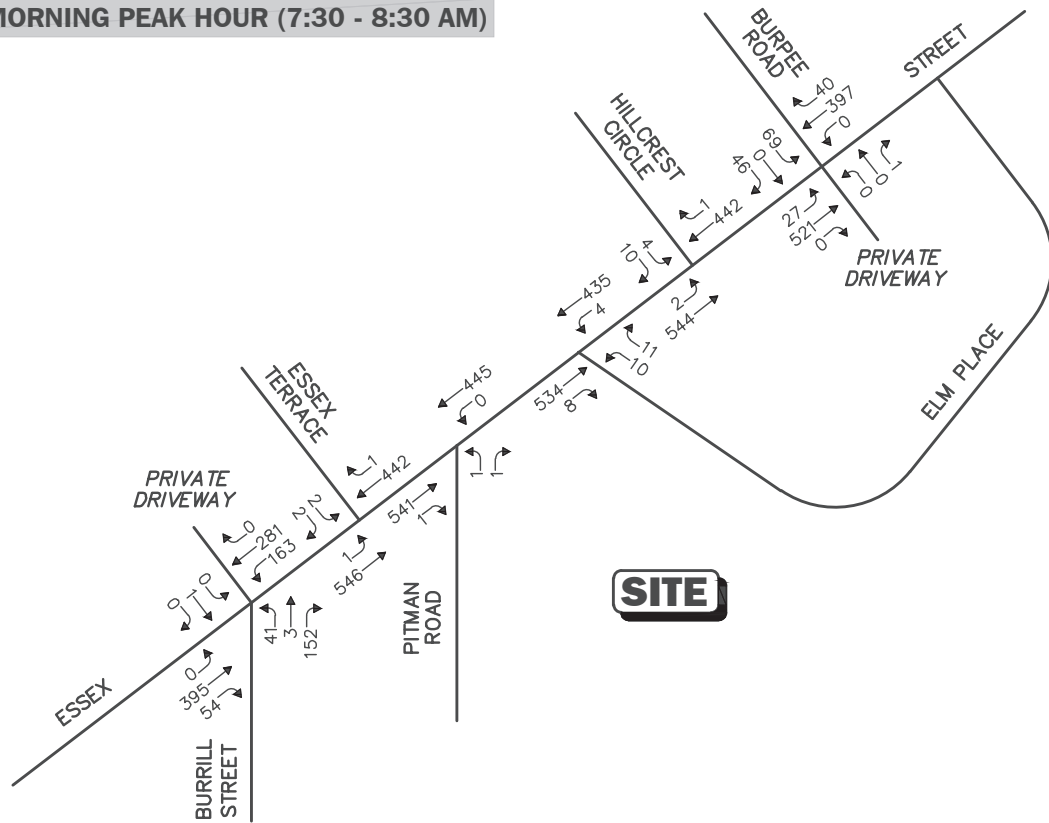 MORNING PEAK HOUR (7:30 - 8:30 AM)
BURPEE
ROAD
STREET
40
397
0
HILLCREST
CIRCLE
69
0
46
1
0
0
27
521
0
PRIVATE
DRIVEWAY
1
442
4
10
2
544
435
4
11
10
534
8
ELM PLACE
ESSEX
TERRACE
445
0
1
1
541
1
PITMAN
ROAD
1
442
2
2
1
546
PRIVATE
DRIVEWAY
0
281
163
0
1
0
41
3
152
0
395
54
ESSEX
BURRILL
STREET
SITE